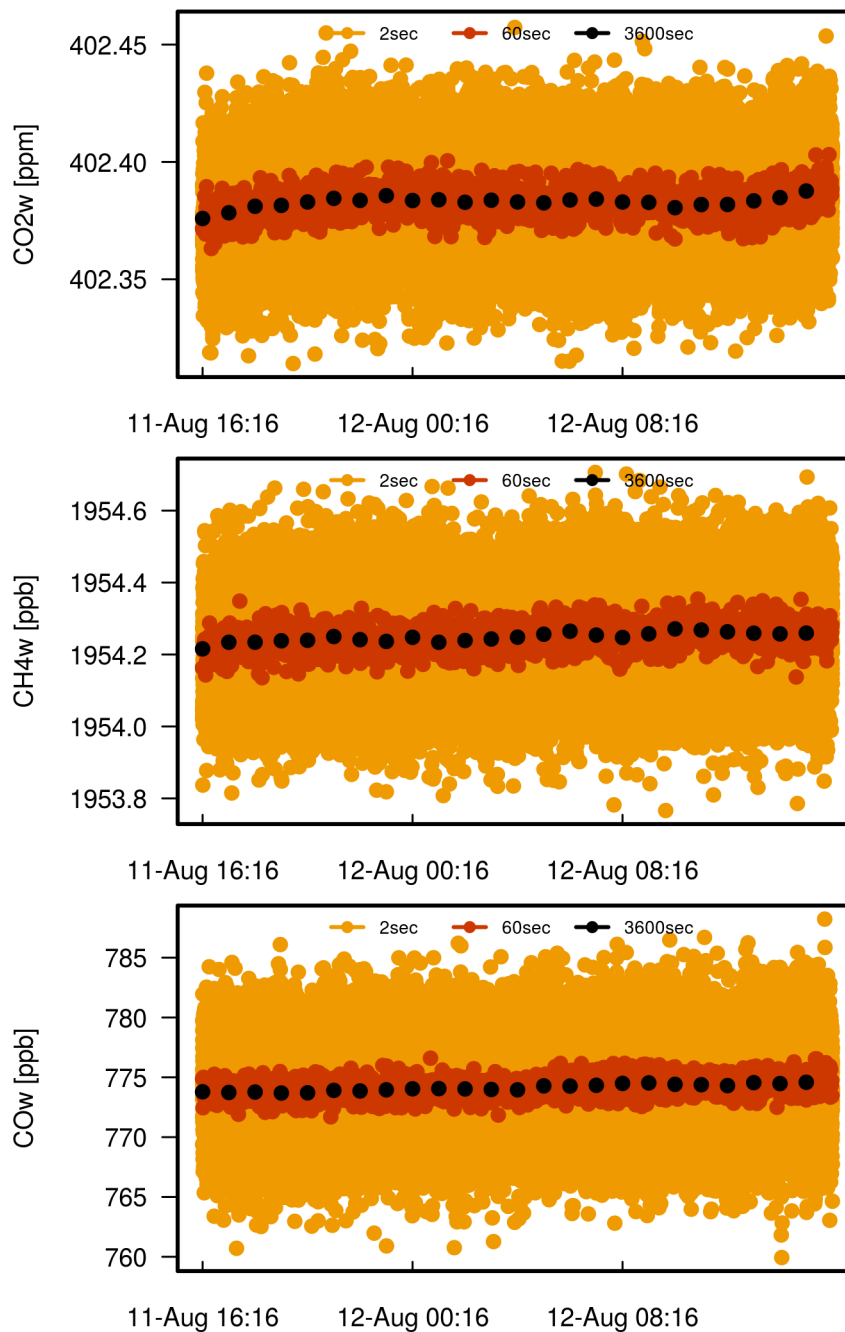 2sec 60sec 3600sec
402.45
402.40
402.35
CO2w [ppm]
11-Aug 16:16 12-Aug 00:16 12-Aug 08:16
2sec 60sec 3600sec
1954.6
1954.4
1954.2
1954.0
1953.8
CH4w [ppb]
11-Aug 16:16 12-Aug 00:16 12-Aug 08:16
2sec 60sec 3600sec
785
780
775
770
765
760
COw [ppb]
11-Aug 16:16 12-Aug 00:16 12-Aug 08:16